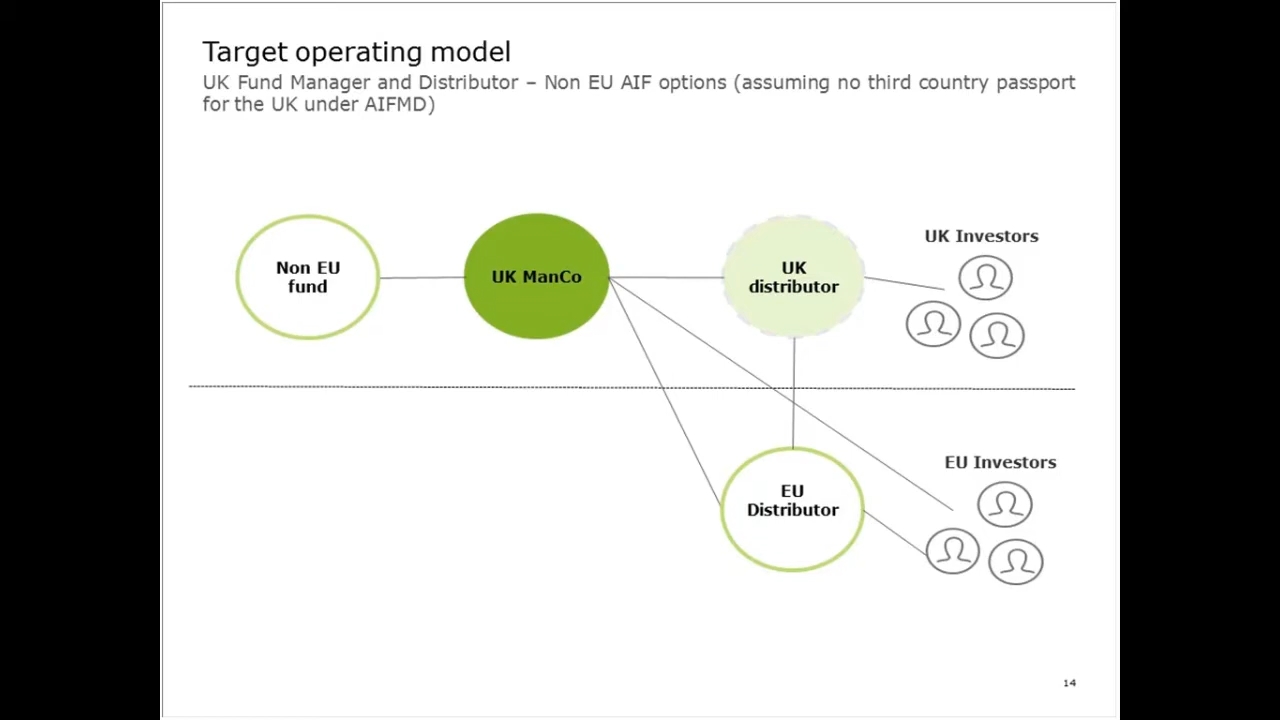 Target operating model
UK Fund Manager and Distributor – Non EU AIF options (assuming no third country passport
for the UK under AIFMD)
Non EU
fund
UK ManCo
UK
distributor
UK Investors
EU
Distributor
EU Investors
14